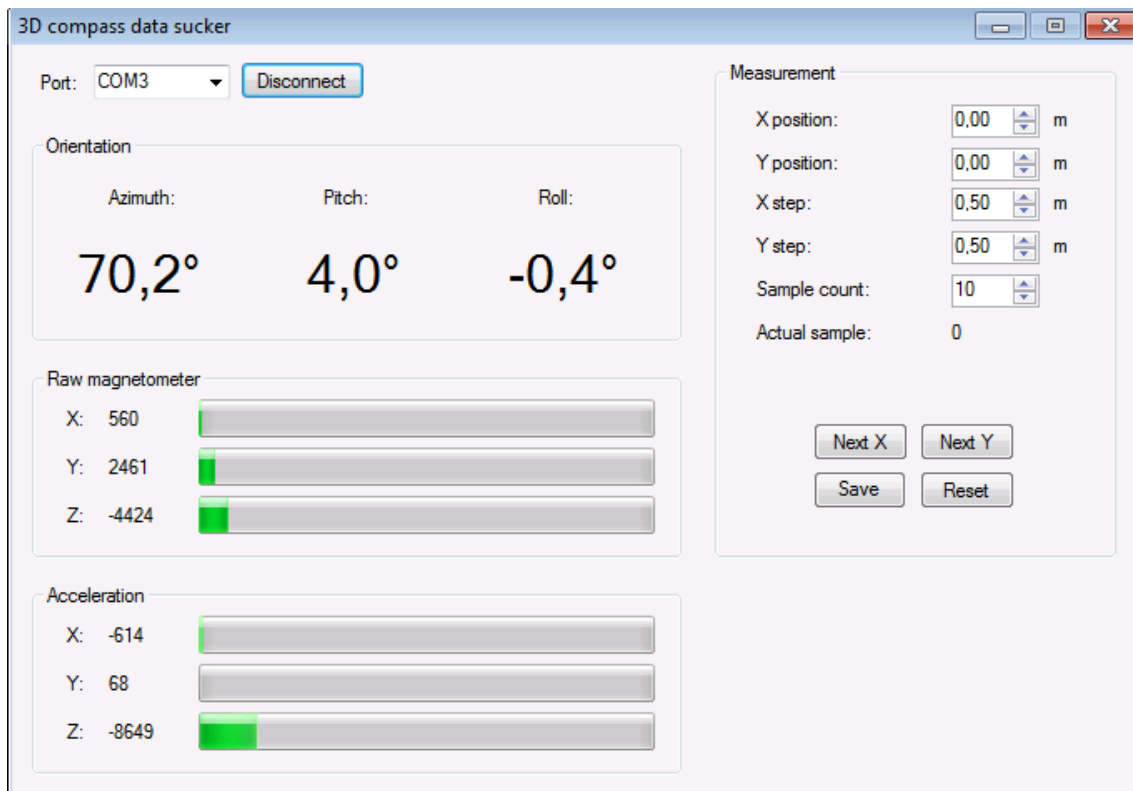 3D compass data sucker
Port: COM3 Disconnect
Orientation
Azimuth: Pitch: Roll:
70,2° 4,0° -0,4°
Raw magnetometer
X: 560
Y: 2461
Z: -4424
Acceleration
X: -614
Y: 68
Z: -8649
Measurement
X position: 0,00 m
Y position: 0,00 m
X step: 0,50 m
Y step: 0,50 m
Sample count: 10
Actual sample: 0
Next X Next Y
Save Reset